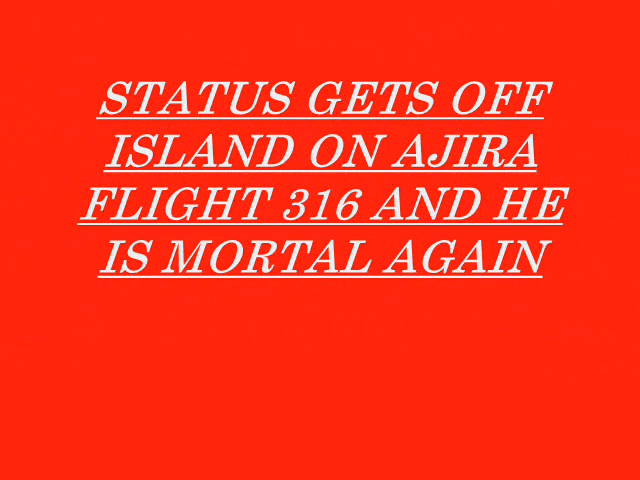 STATUS GETS OFF
ISLAND ON AJIRA
FLIGHT 316 AND HE
IS MORTAL AGAIN